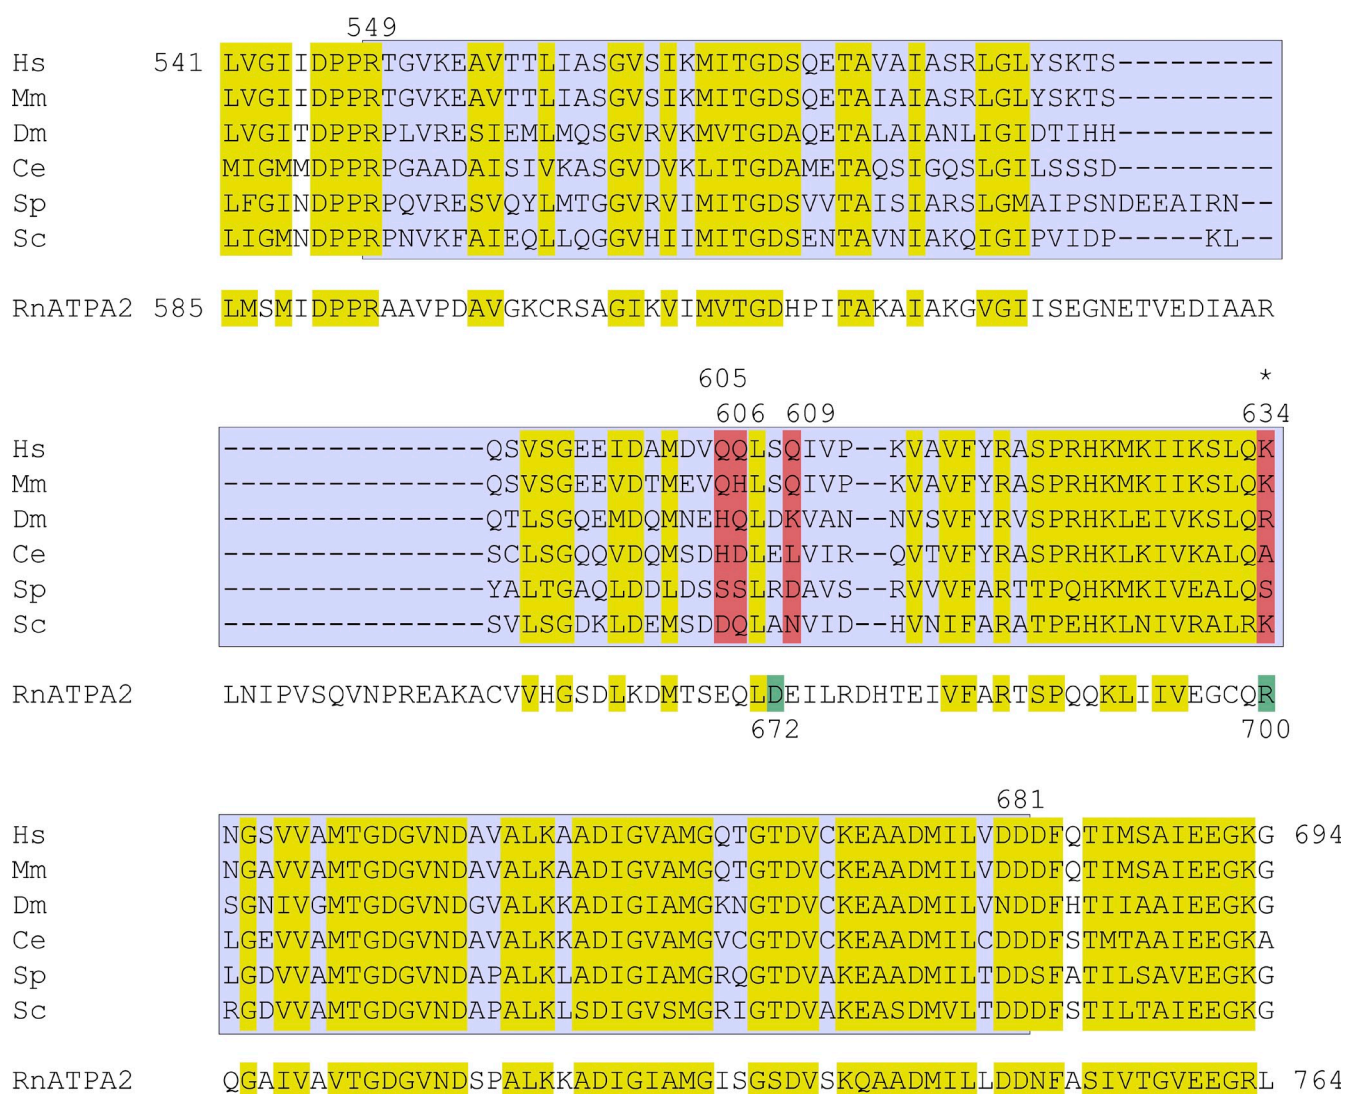 549
Hs 541 LVGIIDPPRTGVKEAVTTLIASGVSIKMITGDSQETAVAIASRLGLYSKTS---------
Mm LVGIIDPPRTGVKEAVTTLIASGVSIKMITGDSQETAIAIASRLGLYSKTS---------
Dm LVGITDPPRPLVRESIEMLMQSGVRVKMVTGDAQETALAIANLIGIDTIHH---------
Ce MIGMMDPPRPGAADAISIVKASGVDVKLITGDAMETAQSIGQSLGILSSSD---------
Sp LFGINDPPRPQVRESVQYLMTGGVRVIMITGDSVVTAISIARSLGMAIPSNDEEAIRN--
Sc LIGMNDPPRPNVKFAIEQLLQGGVHIIMITGDSENTAVNIAKQIGIPVIDP-----KL--
RnATPA2 585 LMSMIDPPRAAVPDAVGKCRSAGIKVIMVTGDHPITAKAIAKGVGIISEGNETVEDIAAR
605 *
606 609 634
Hs ---------------QSVSGEEIDAMDVQQLSQIVP--KVAVFYRASPRHKMKIIKSLQK
Mm ---------------QSVSGEEVDTMEVQHLSQIVP--KVAVFYRASPRHKMKIIKSLQK
Dm ---------------QTLSGQEMDQMNEHQLDKVAN--NVSVFYRVSPRHKLEIVKSLQR
Ce ---------------SCLSGQQVDQMSDHDLELVIR--QVTVFYRASPRHKLKIVKALQA
Sp ---------------YALTGAQLDDLDSSSLRDAVS--RVVVFARTTPQHKMKIVEALQS
Sc ---------------SVLSGDKLDEMSDDQLANVID--HVNIFARATPEHKLNIVRALRK
RnATPA2 LNIPVSQVNPREAKACVVHGSDLKDMTSEQLDEILRDHTEIVFARTSPQQKLIIVEGCQR
672 700
681
Hs NGSVVAMTGDGVNDAVALKAADIGVAMGQTGTDVCKEAADMILVDDDFQTIMSAIEEGKG 694
Mm NGAVVAMTGDGVNDAVALKAADIGVAMGQTGTDVCKEAADMILVDDDFQTIMSAIEEGKG
Dm SGNIVGMTGDGVNDGVALKKADIGIAMGKNGTDVCKEAADMILVNDDFHTIIAAIEEGKG
Ce LGEVVAMTGDGVNDAVALKKADIGVAMGVCGTDVCKEAADMILCDDDFSTMTAAIEEGKA
Sp LGDVVAMTGDGVNDAPALKLADIGIAMGRQGTDVAKEAADMILTDDSFATILSAVEEGKG
Sc RGDVVAMTGDGVNDAPALKLSDIGVSMGRIGTDVAKEASDMVLTDDDFSTILTAIEEGKG
RnATPA2 QGAIVAVTGDGVNDSPALKKADIGIAMGISGSDVSKQAADMILLDDNFASIVTGVEEGRL 764